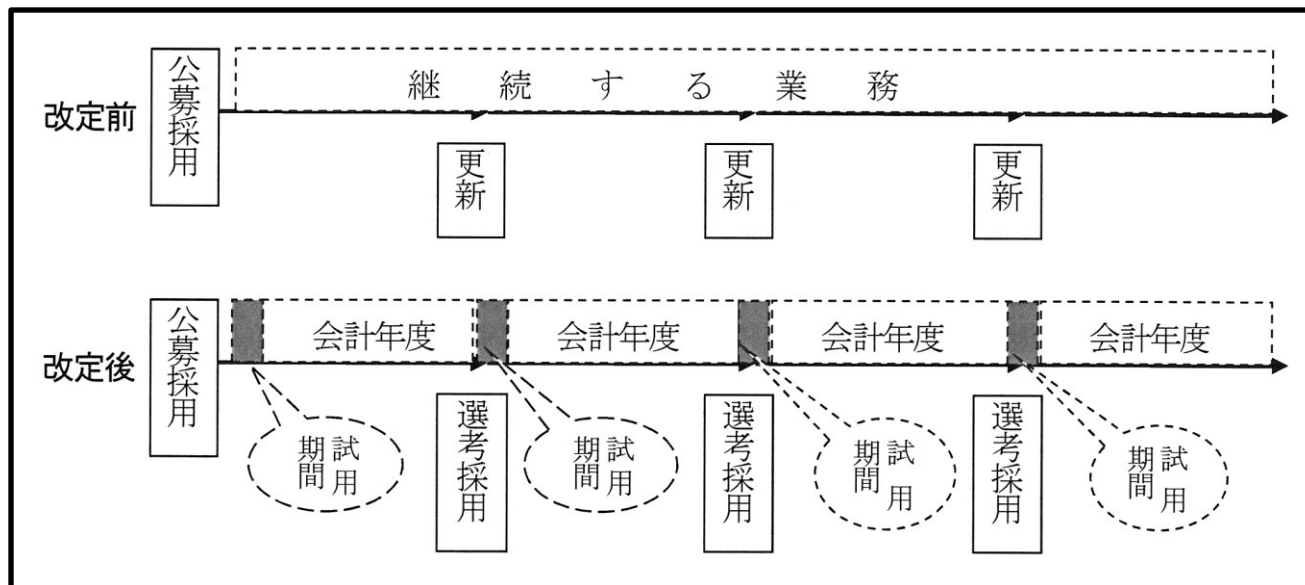 改定前
公募採用
継続する業務
更新
更新
更新
改定後
公募採用
会計年度
会計年度
会計年度
会計年度
試用
期間
選考採用
試用
期間
選考採用
試用
期間
選考採用
試用
期間